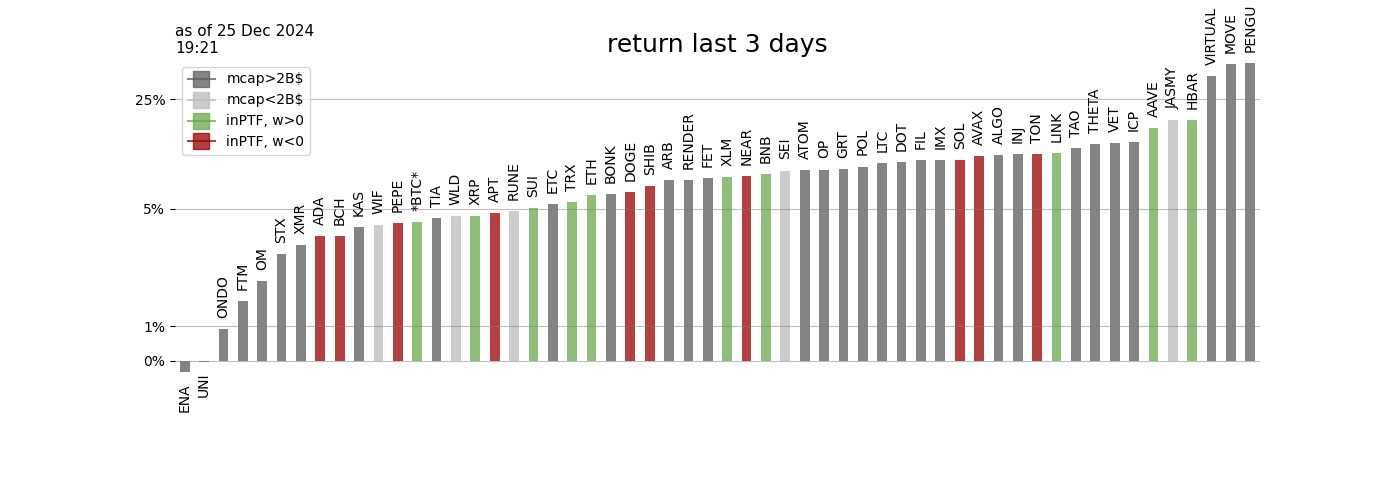 as of 25 Dec 2024
19:21
return last 3 days
mcap>2B$
mcap<2B$
inPTF, w>0
inPTF, w<0
25%
5%
1%
0%
ENA
UNI
ONDO
FTM
OM
STX
XMR
ADA
BCH
KAS
WIF
PEPE
*BTC*
TIA
WLD
XRP
APT
RUNE
SUI
ETC
TRX
ETH
BONK
DOGE
SHIB
ARB
RENDER
FET
XLM
NEAR
BNB
SEI
ATOM
OP
GRT
POL
LTC
DOT
FIL
IMX
SOL
AVAX
ALGO
INJ
TON
LINK
TAO
THETA
VET
ICP
AAVE
JASMY
HBAR
VIRTUAL
MOVE
PENGU